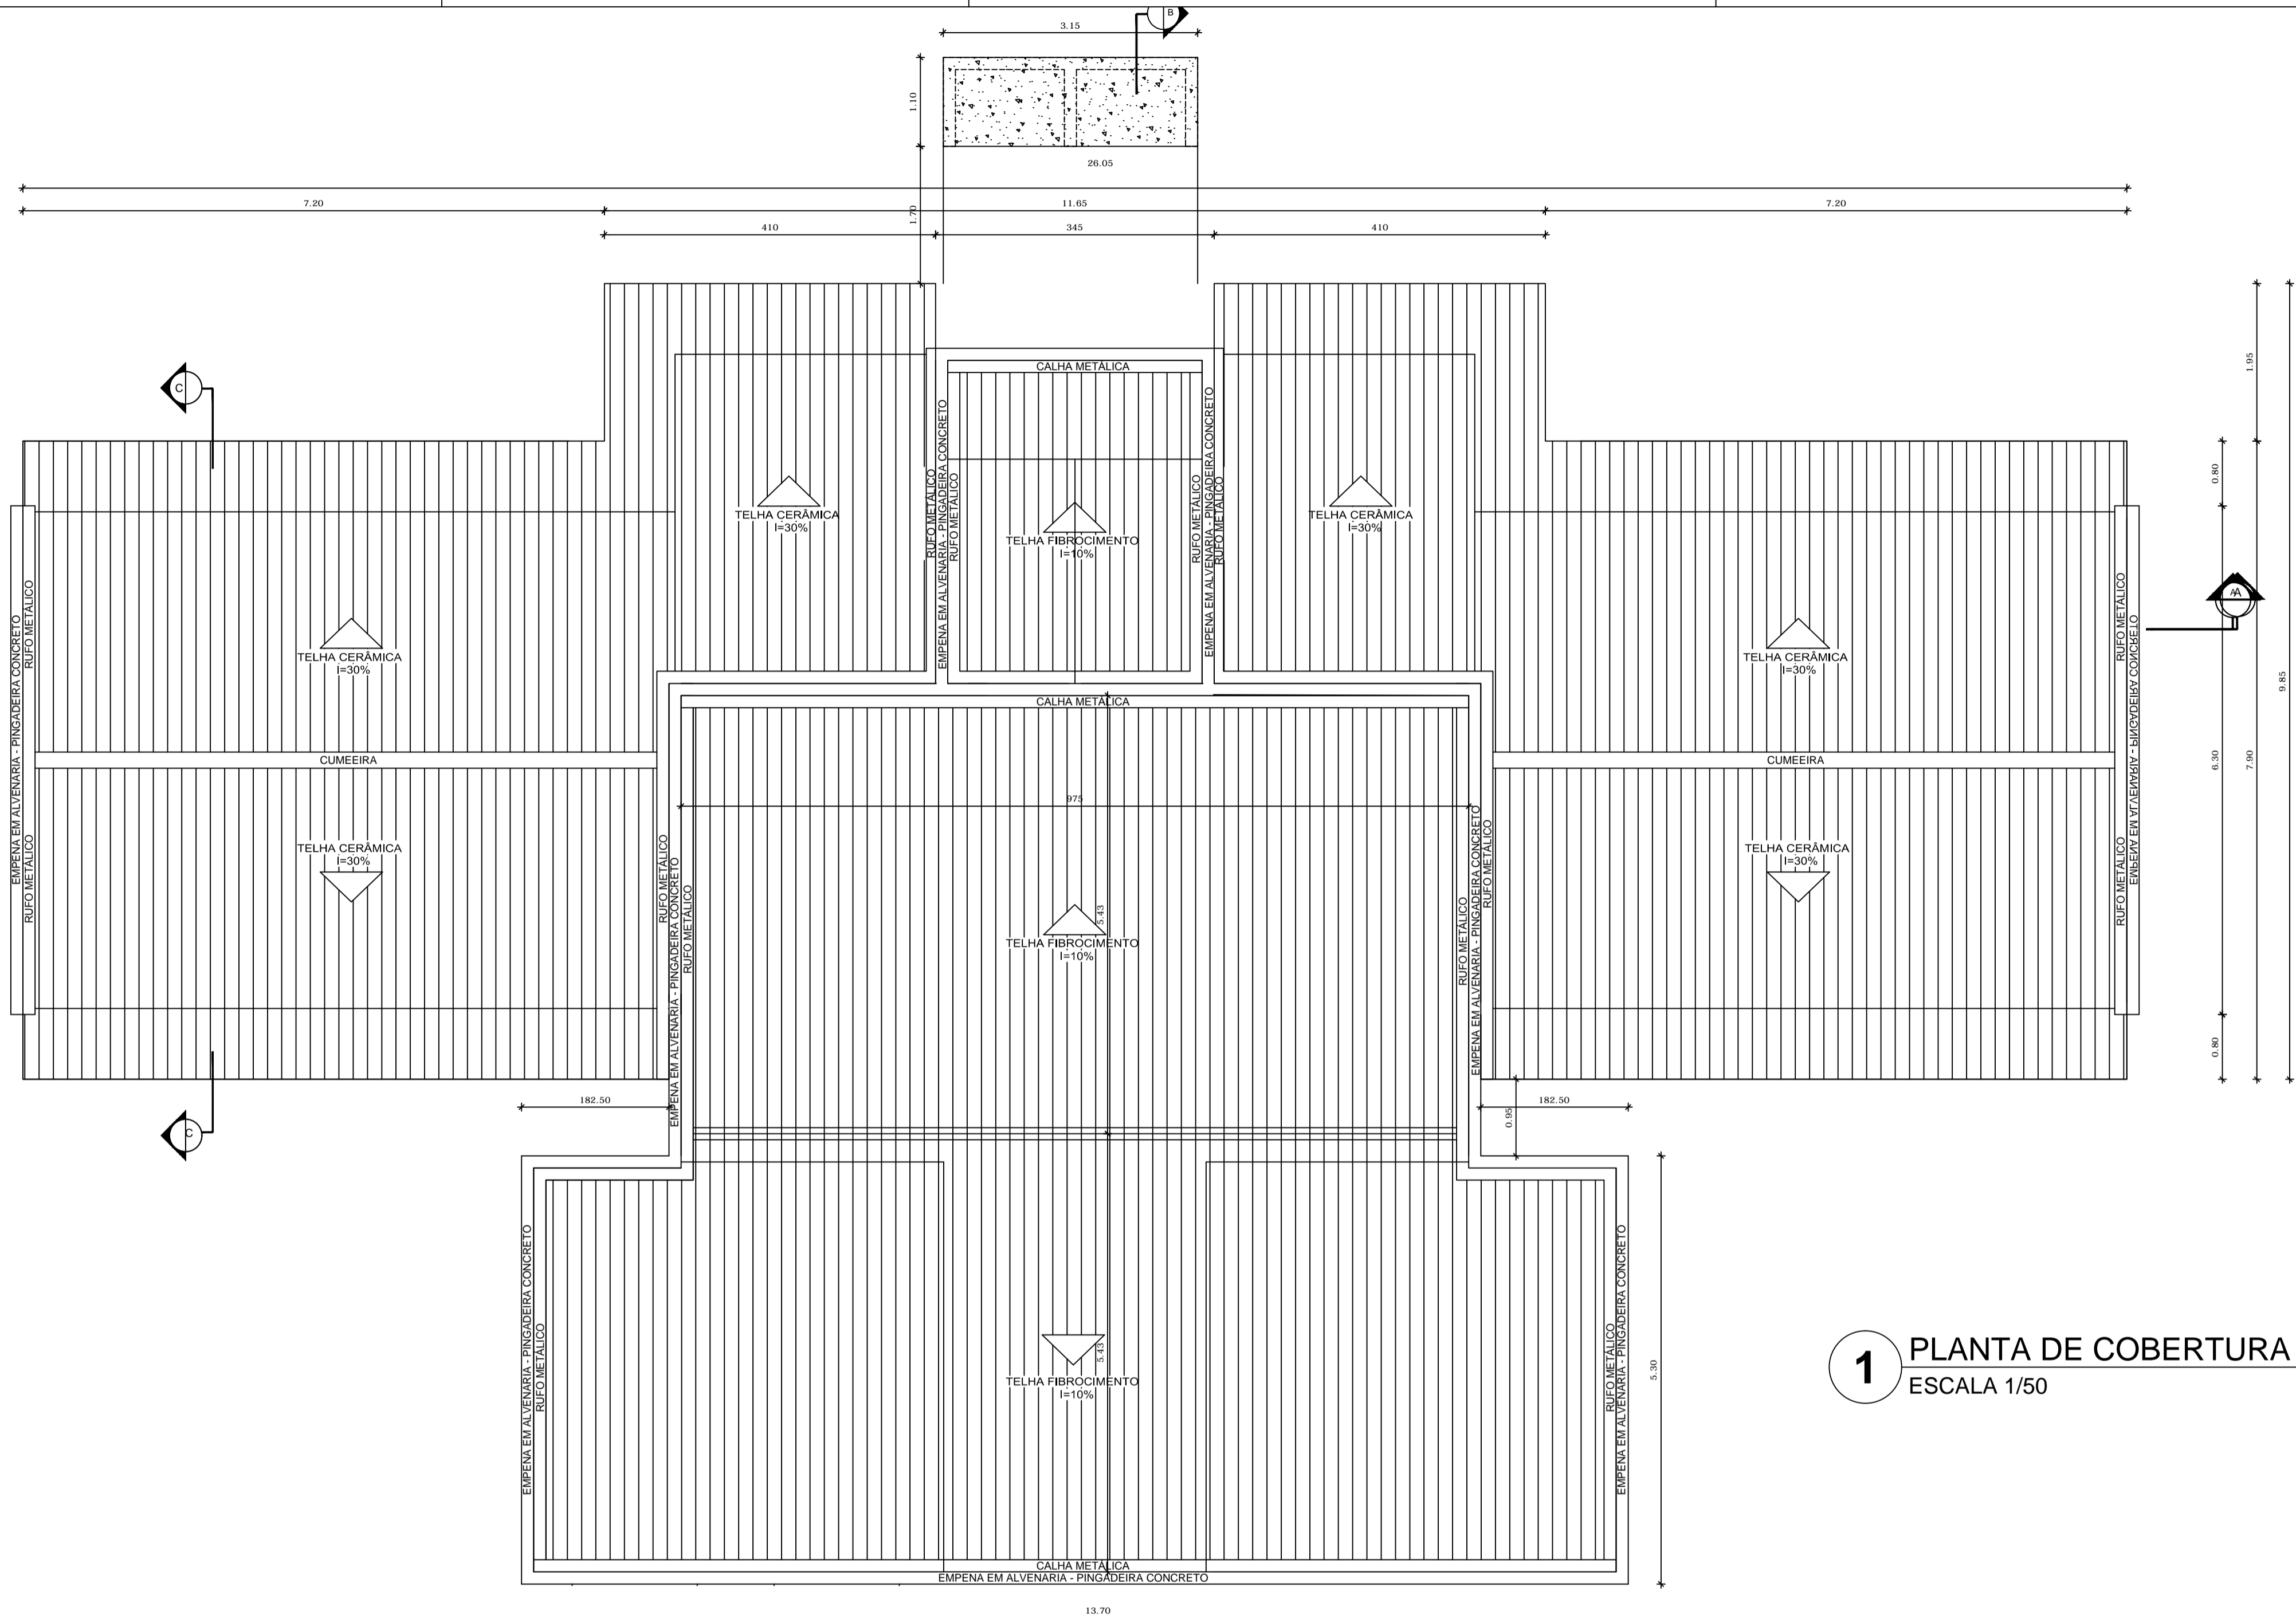 B
3.15
1.10
26.05
7.20
11.65
7.20
1.70
410
345
410
1.95
CALHA METÁLICA
C
0.80
TELHA CERÂMICA
I=30%
RUFO METÁLICO
EMPENA EM ALVENARIA - PINGADEIRA CONCRETO
RUFO METÁLICO
TELHA FIBROCIMENTO
I=10%
RUFO METÁLICO
EMPENA EM ALVENARIA - PINGADEIRA CONCRETO
RUFO METÁLICO
TELHA CERÂMICA
I=30%
A
A
EMPENA EM ALVENARIA - PINGADEIRA CONCRETO
RUFO METÁLICO
TELHA CERÂMICA
I=30%
TELHA CERÂMICA
I=30%
RUFO METÁLICO
EMPENA EM ALVENARIA - PINGADEIRA CONCRETO
9.85
CALHA METÁLICA
CUMEEIRA
CUMEEIRA
6.30
7.90
975
RUFO METÁLICO
TELHA CERÂMICA
I=30%
RUFO METÁLICO
EMPENA EM ALVENARIA - PINGADEIRA CONCRETO
RUFO METÁLICO
5.43
TELHA FIBROCIMENTO
I=10%
RUFO METÁLICO
EMPENA EM ALVENARIA - PINGADEIRA CONCRETO
RUFO METÁLICO
TELHA CERÂMICA
I=30%
RUFO METÁLICO
0.80
182.50
182.50
0.95
C
EMPENA EM ALVENARIA - PINGADEIRA CONCRETO
RUFO METÁLICO
5.43
TELHA FIBROCIMENTO
I=10%
RUFO METÁLICO
EMPENA EM ALVENARIA - PINGADEIRA CONCRETO
5.30
1
PLANTA DE COBERTURA
ESCALA 1/50
CALHA METÁLICA
EMPENA EM ALVENARIA - PINGADEIRA CONCRETO
13.70